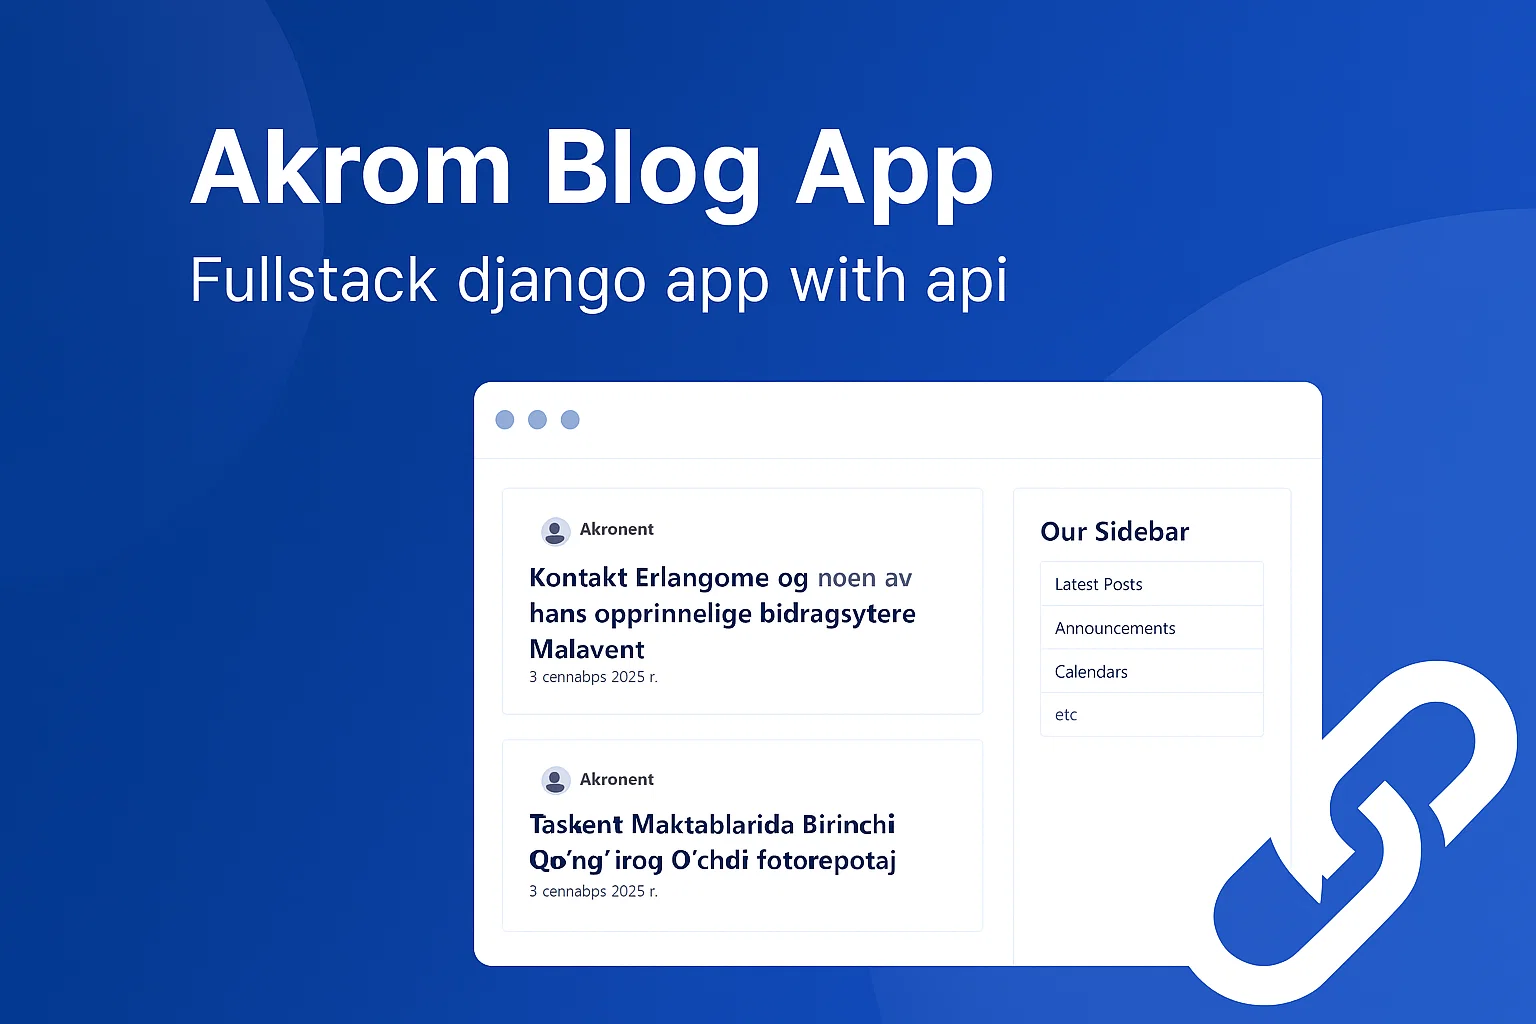 Akrom Blog App
Fullstack django app with api
Akronent
Kontakt Erlangome og noen av
hans opprinnelige bidragsytere
Malavent
3 cennabps 2025 r.
Akronent
Taskent Maktablarida Birinchi
Qo'ng' irog O'chdi fotorepotaj
3 cennabps 2025 r.
Our Sidebar
Latest Posts
Announcements
Calendars
etc